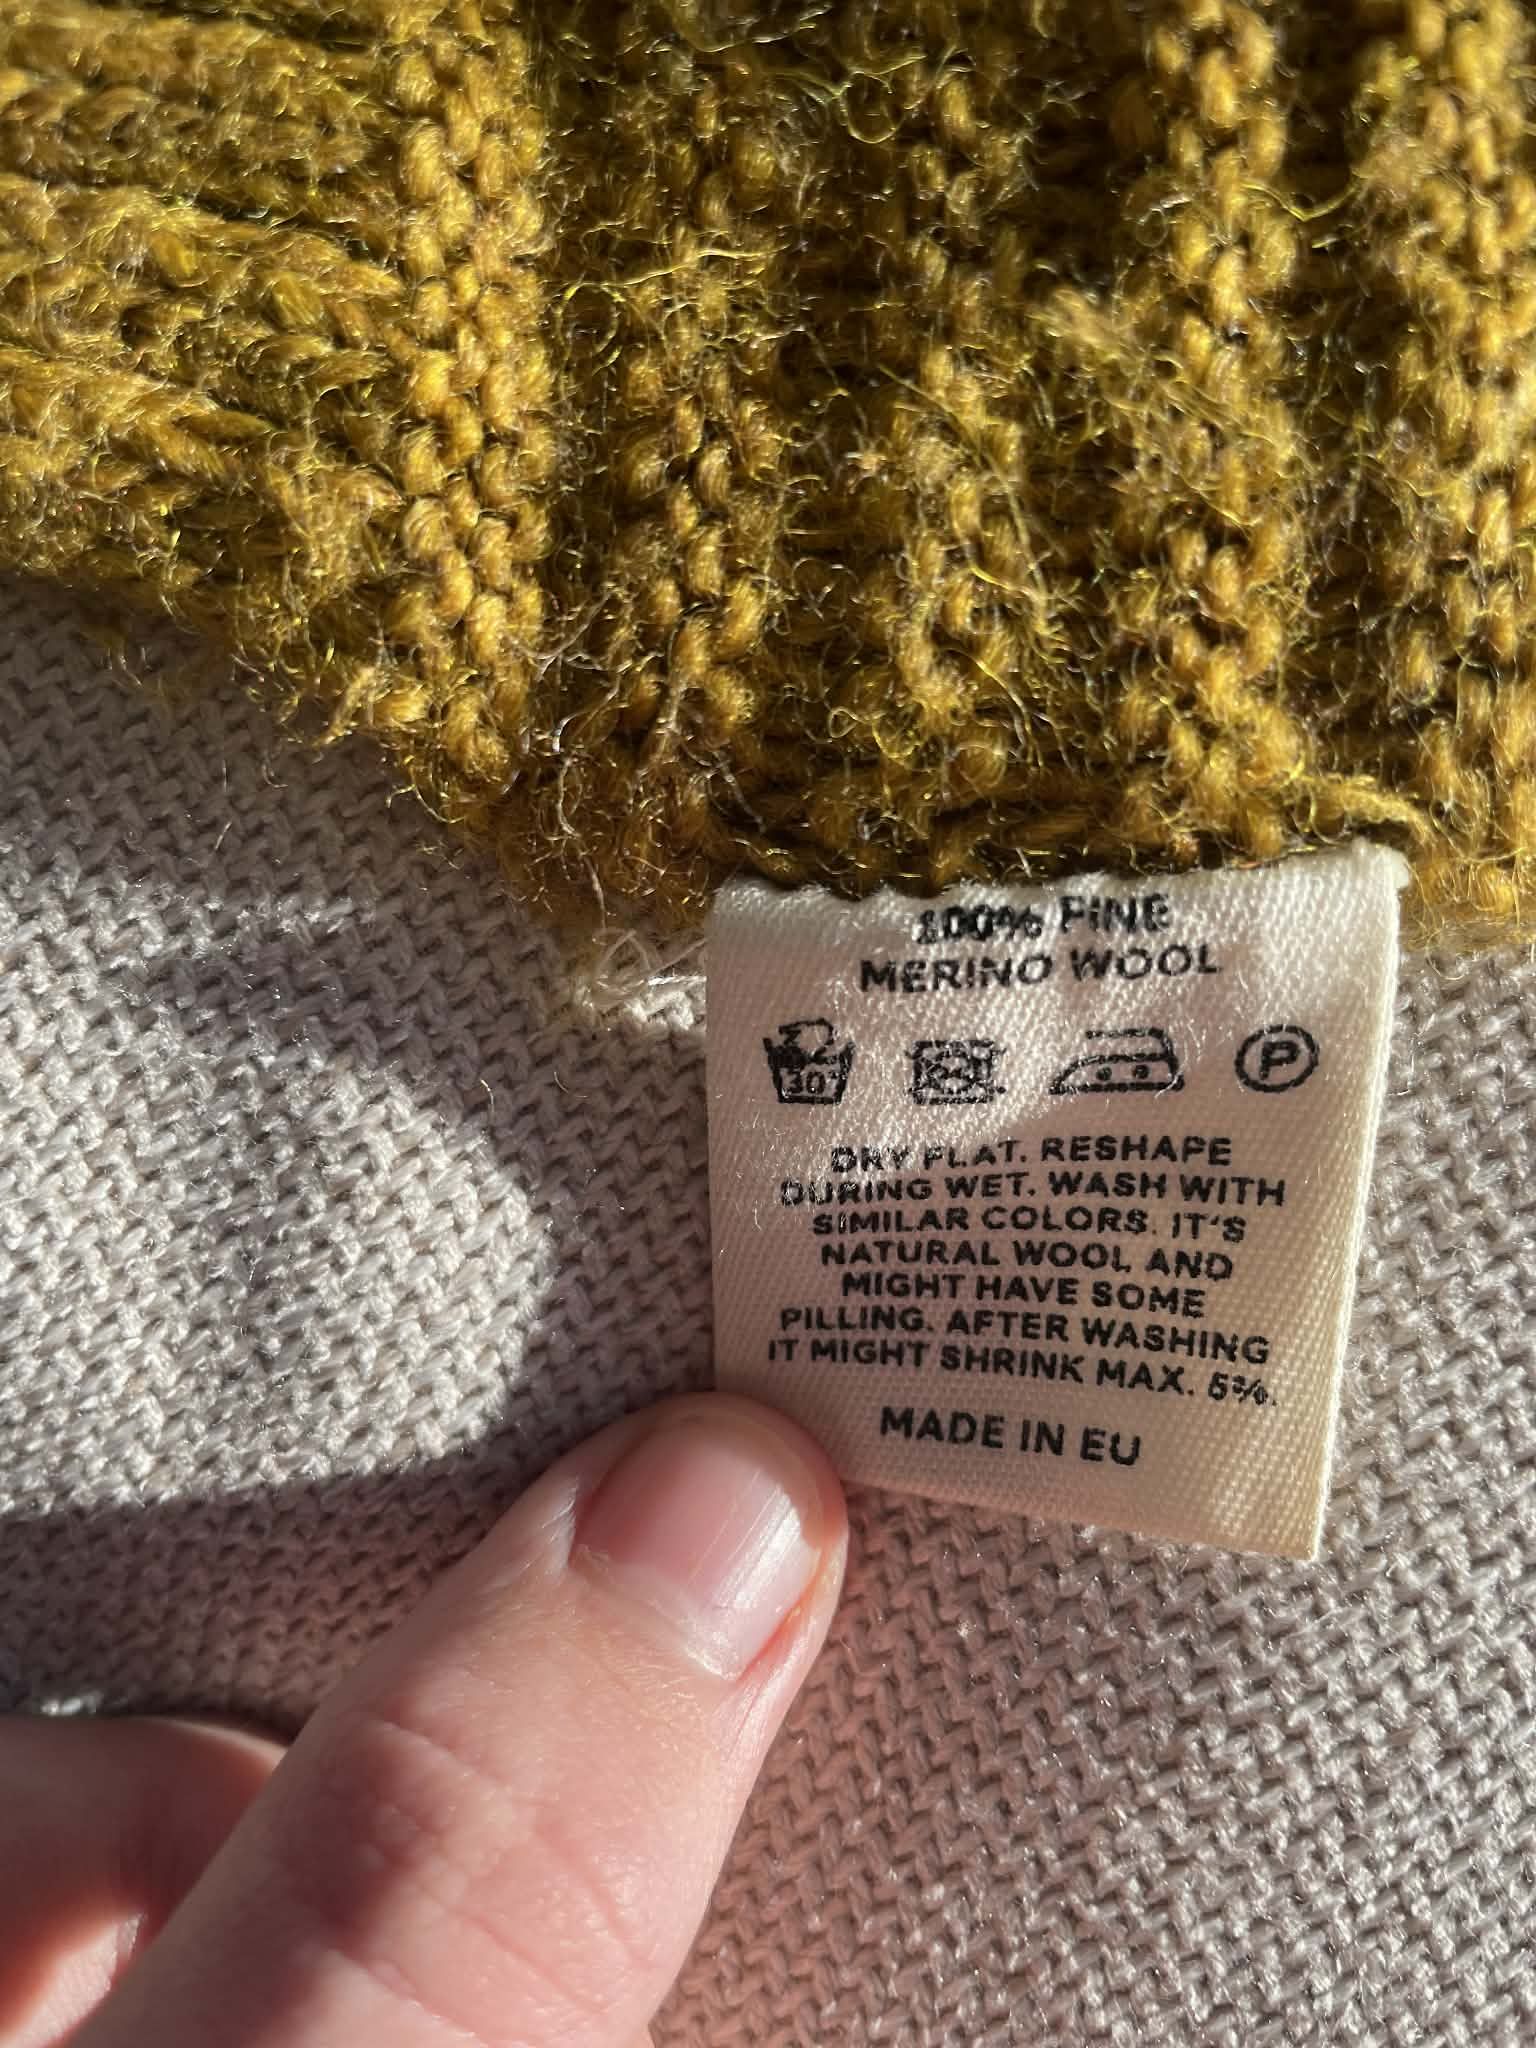 100% FINE
MERINO WOOL
30° P
DRY FLAT. RESHAPE
DURING WET. WASH WITH
SIMILAR COLORS. IT'S
NATURAL WOOL AND
MIGHT HAVE SOME
PILLING. AFTER WASHING
IT MIGHT SHRINK MAX. 5%.
MADE IN EU